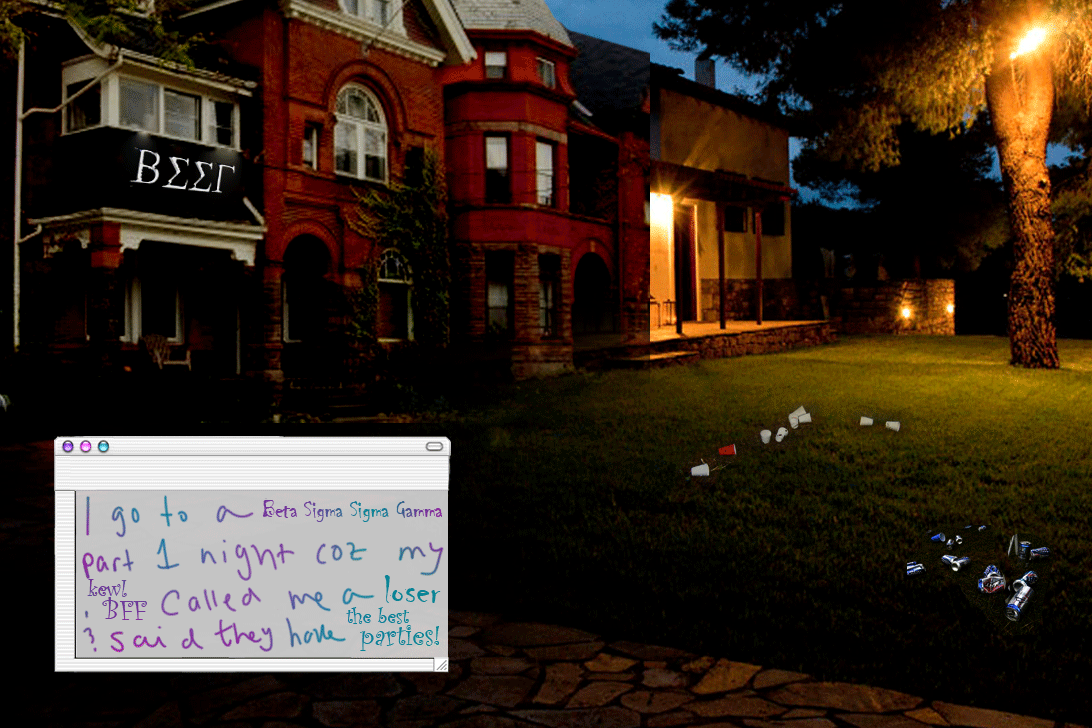 ΒΣΣΓ
I go to a Beta Sigma Sigma Gamma
part 1 night coz my
kewl
BFF Called me a loser
the best
? said they have parties!